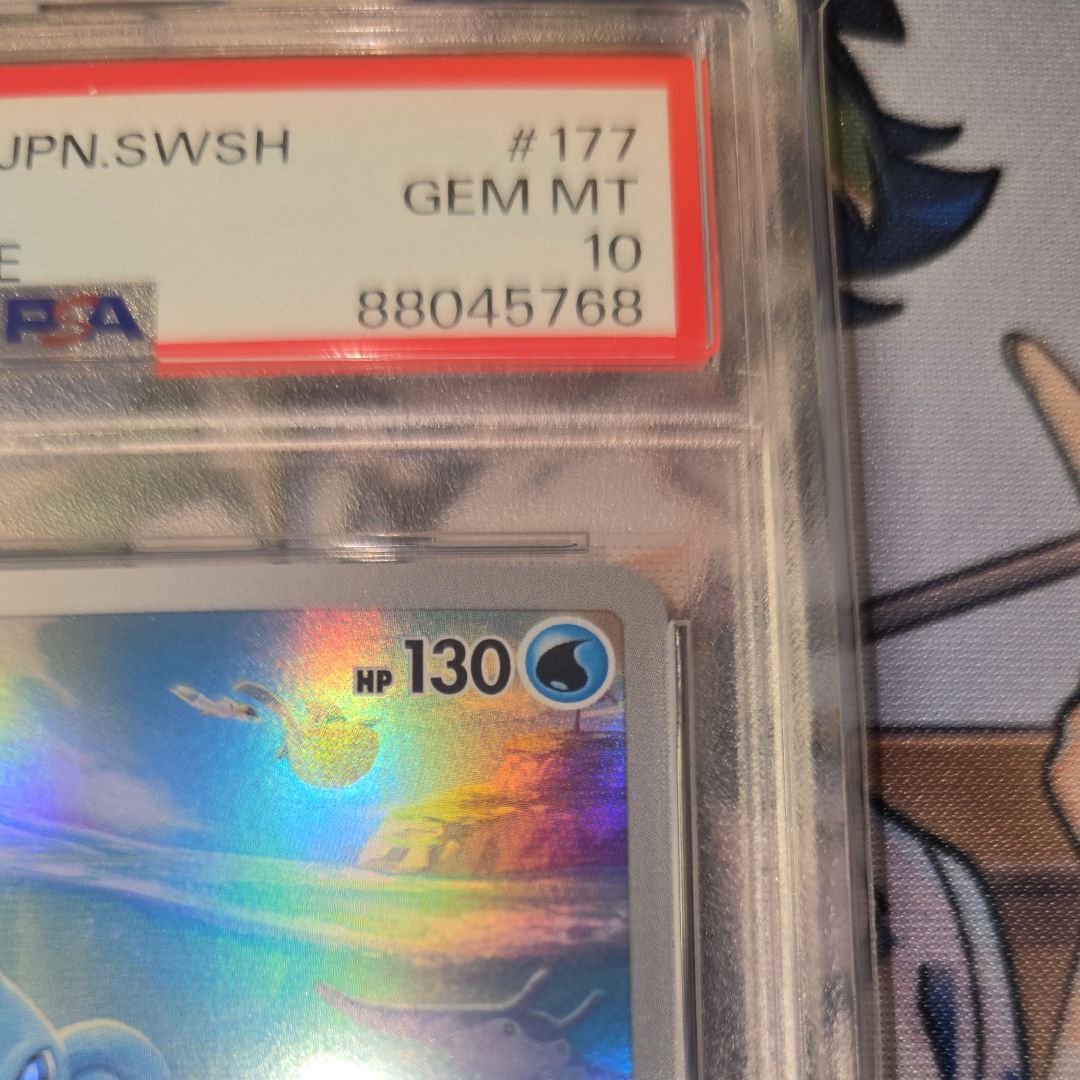 JPN.SWSH #177
GEM MT
E 10
PSA 88045768
HP 130